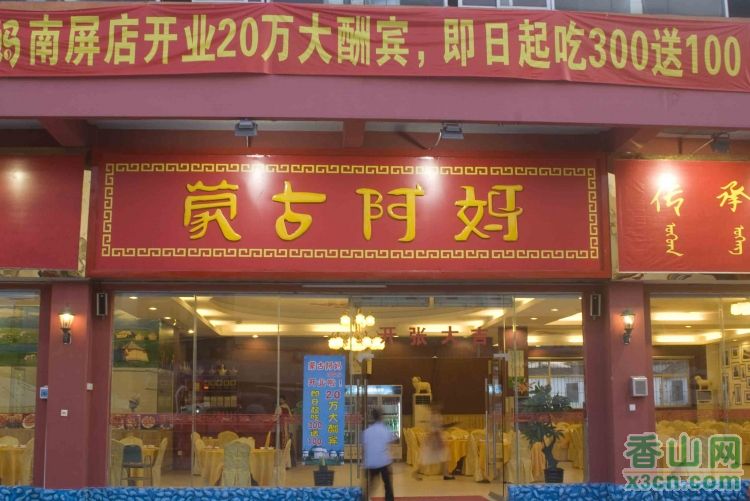 妈南屏店开业20万大酬宾，即日起吃300送100
蒙古阿妈
传承
开张大吉
蒙古阿妈
开业啦！
20万大酬宾
即日起吃300送100
香山网
x3cn.com